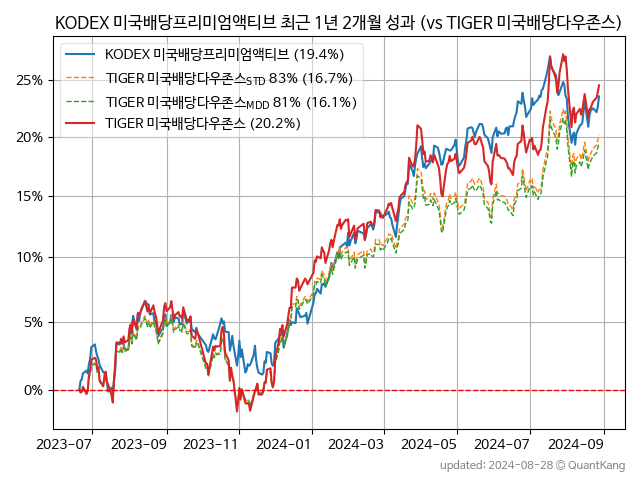 KODEX 미국배당프리미엄액티브 최근 1년 2개월 성과 (vs TIGER 미국배당다우존스)
KODEX 미국배당프리미엄액티브 (19.4%)
TIGER 미국배당다우존스STD 83% (16.7%)
TIGER 미국배당다우존스MDD 81% (16.1%)
TIGER 미국배당다우존스 (20.2%)
25%
20%
15%
10%
5%
0%
2023-07 2023-09 2023-11 2024-01 2024-03 2024-05 2024-07 2024-09
updated: 2024-08-28 © QuantKang